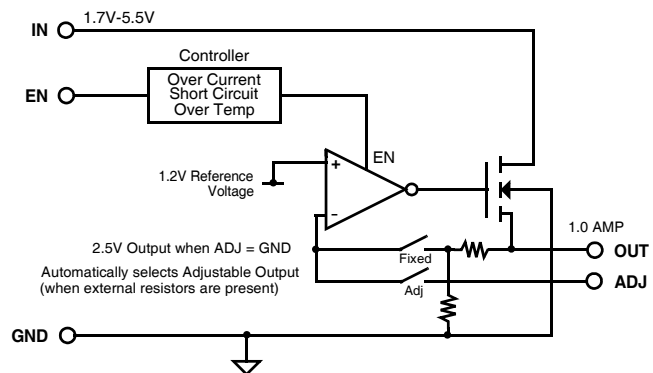 IN
1.7V-5.5V
Controller
Over Current
Short Circuit
Over Temp
EN
EN
+
1.2V Reference
Voltage
–
1.0 AMP
2.5V Output when ADJ = GND
Fixed
OUT
Automatically selects Adjustable Output
(when external resistors are present)
Adj
ADJ
GND